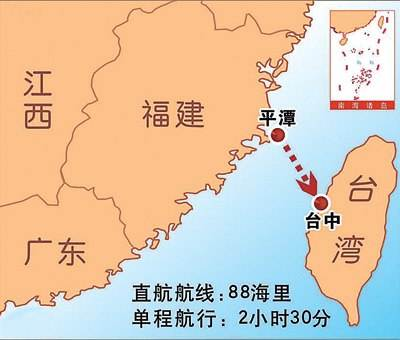 江西
福建
平潭
南海诸岛
台中
台湾
广东
直航航线:88海里
单程航行:2小时30分